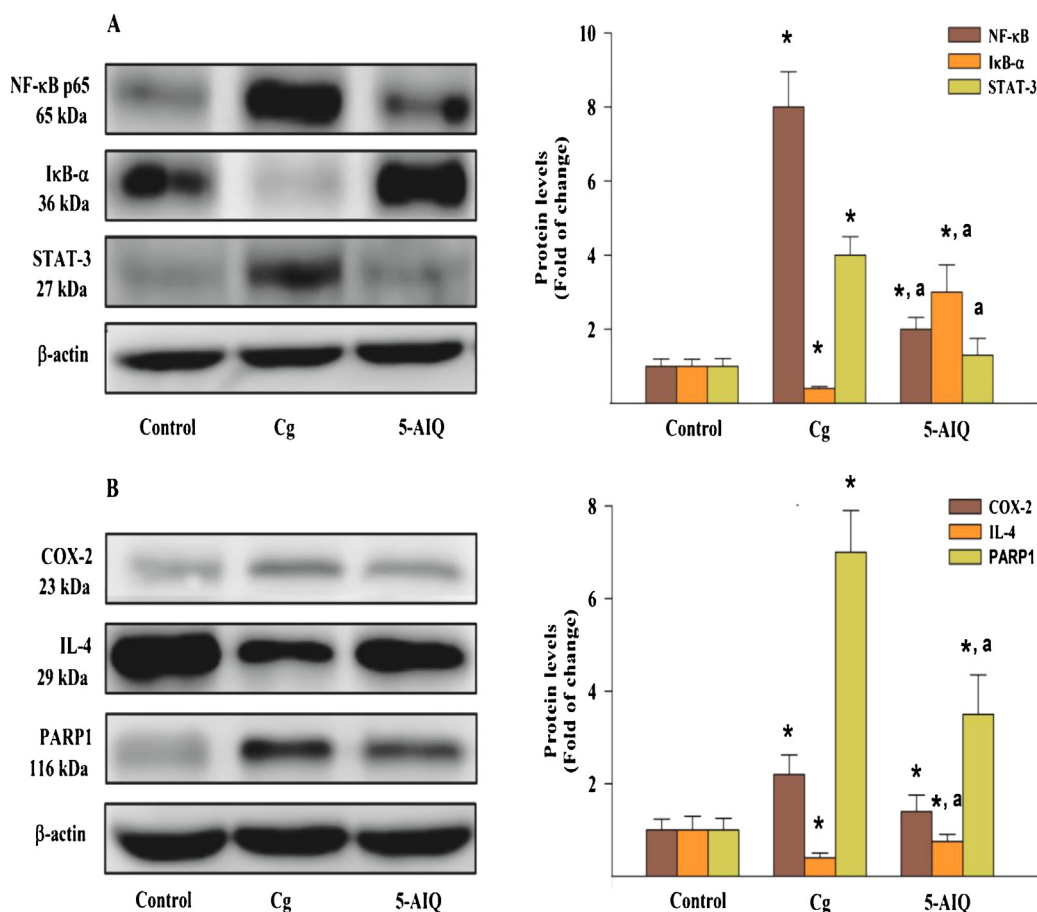 A
NF-κB p65
65 kDa
IκB-α
36 kDa
STAT-3
27 kDa
β-actin
Control Cg 5-AIQ
Protein levels
(Fold of change)
10
8
6
4
2
NF-κB
IκB-α
STAT-3
*
*
*
*, a
*, a
a
Control Cg 5-AIQ
B
COX-2
23 kDa
IL-4
29 kDa
PARP1
116 kDa
β-actin
Control Cg 5-AIQ
Protein levels
(Fold of change)
8
6
4
2
COX-2
IL-4
PARP1
*
*
*
*
*, a
*, a
Control Cg 5-AIQ